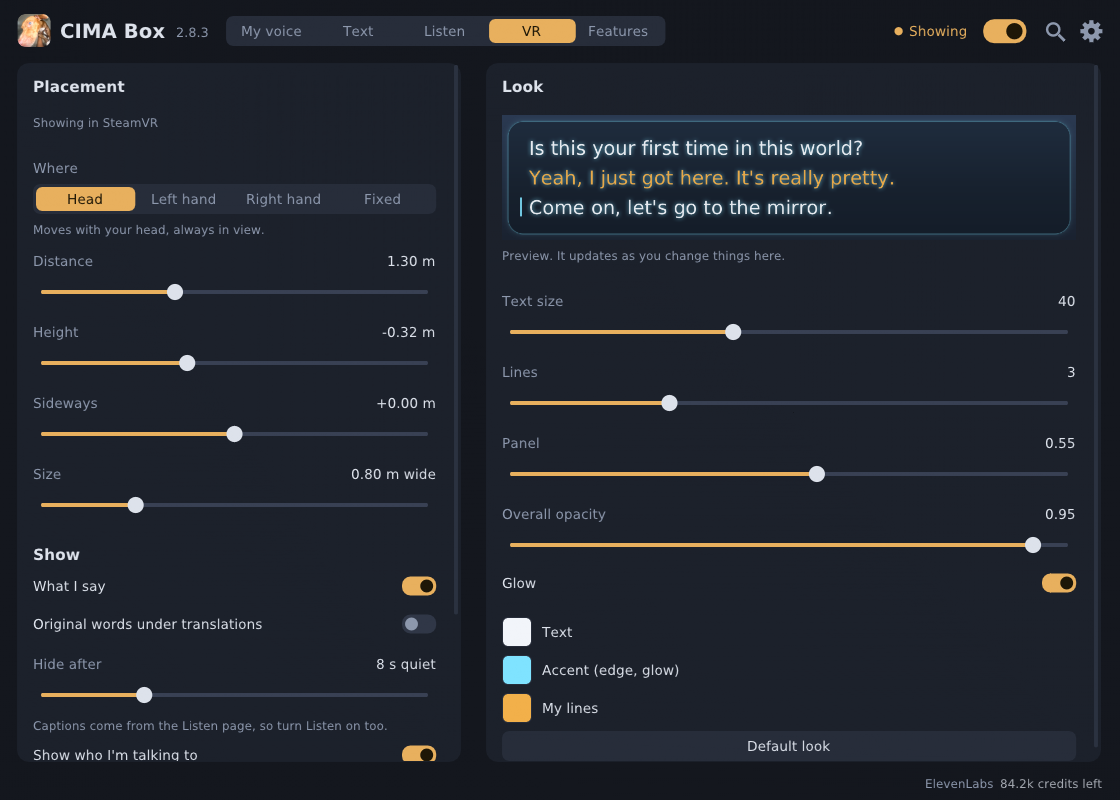 CIMA Box 2.8.3
My voice
Text
Listen
VR
Features
Showing
Placement
Showing in SteamVR
Where
Head
Left hand
Right hand
Fixed
Moves with your head, always in view.
Distance 1.30 m
Height -0.32 m
Sideways +0.00 m
Size 0.80 m wide
Show
What I say
Original words under translations
Hide after 8 s quiet
Captions come from the Listen page, so turn Listen on too.
Show who I'm talking to
Look
Is this your first time in this world?
Yeah, I just got here. It's really pretty.
Come on, let's go to the mirror.
Preview. It updates as you change things here.
Text size 40
Lines 3
Panel 0.55
Overall opacity 0.95
Glow
Text
Accent (edge, glow)
My lines
Default look
ElevenLabs 84.2k credits left